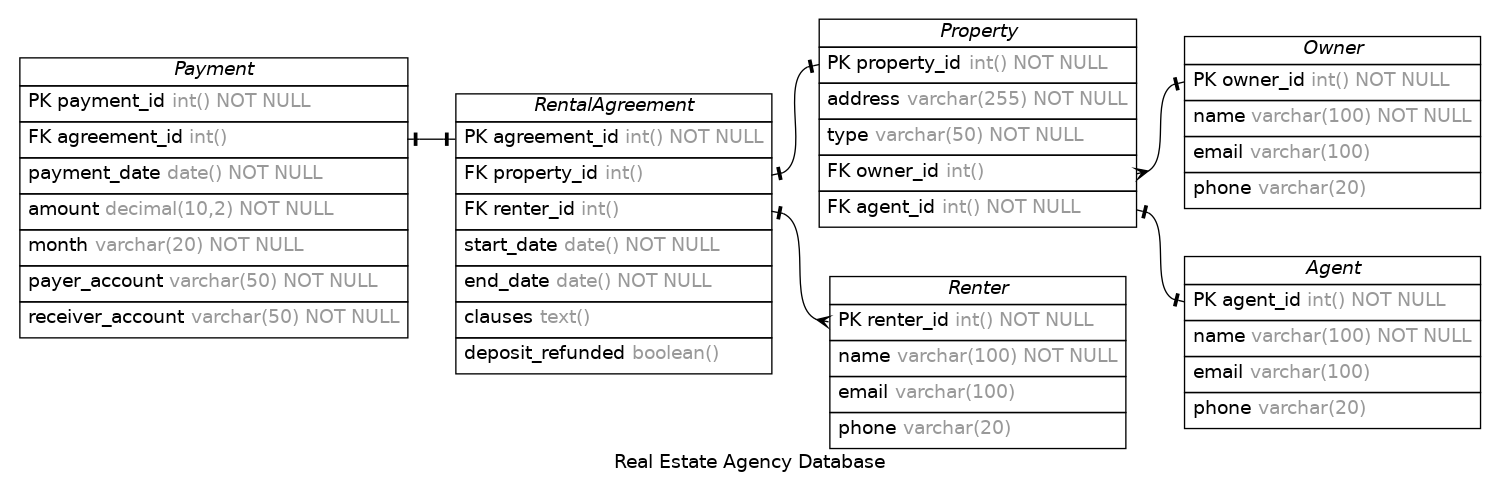 Payment
PK payment_id int() NOT NULL
FK agreement_id int()
payment_date date() NOT NULL
amount decimal(10,2) NOT NULL
month varchar(20) NOT NULL
payer_account varchar(50) NOT NULL
receiver_account varchar(50) NOT NULL
RentalAgreement
PK agreement_id int() NOT NULL
FK property_id int()
FK renter_id int()
start_date date() NOT NULL
end_date date() NOT NULL
clauses text()
deposit_refunded boolean()
Property
PK property_id int() NOT NULL
address varchar(255) NOT NULL
type varchar(50) NOT NULL
FK owner_id int()
FK agent_id int() NOT NULL
Renter
PK renter_id int() NOT NULL
name varchar(100) NOT NULL
email varchar(100)
phone varchar(20)
Owner
PK owner_id int() NOT NULL
name varchar(100) NOT NULL
email varchar(100)
phone varchar(20)
Agent
PK agent_id int() NOT NULL
name varchar(100) NOT NULL
email varchar(100)
phone varchar(20)
Real Estate Agency Database